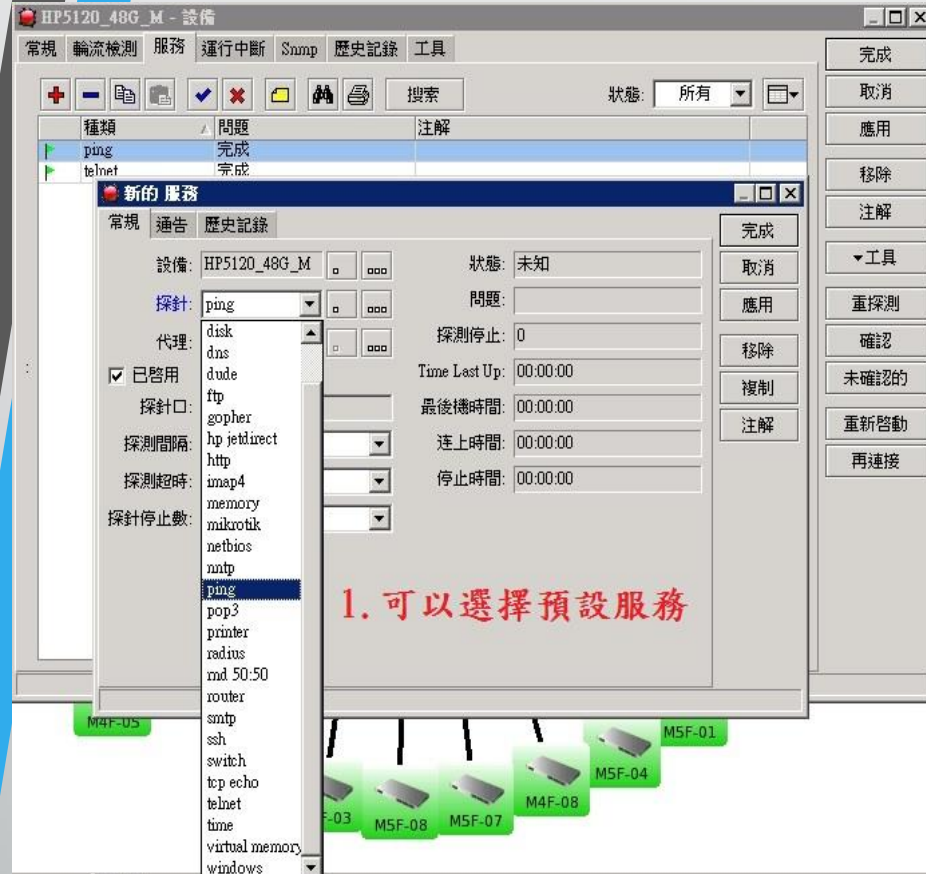 HP5120_48G_M - 設備
常規 輪流檢測 服務 運行中斷 Snmp 歷史記錄 工具
搜索 狀態: 所有
種類 問題 注解
ping 完成
telnet 完成
完成
取消
應用
移除
注解
工具
重探測
確認
未確認的
重新啓動
再連接
新的 服務
常規 通告 歷史記錄
設備: HP5120_48G_M
探針: ping
代理:
已啓用
探針口:
探測間隔:
探測超時:
探針停止數:
disk
dns
dude
ftp
gopher
hp jetdirect
http
imap4
memory
mikrotik
netbios
nntp
ping
pop3
printer
radius
rnd 50:50
router
smtp
ssh
switch
tcp echo
telnet
time
virtual memory
windows
狀態: 未知
問題:
探測停止: 0
Time Last Up: 00:00:00
最後機時間: 00:00:00
连上時間: 00:00:00
停止時間: 00:00:00
完成
取消
應用
移除
複制
注解
1. 可以選擇預設服務
M4F-05
F-03
M5F-08
M5F-07
M4F-08
M5F-04
M5F-01